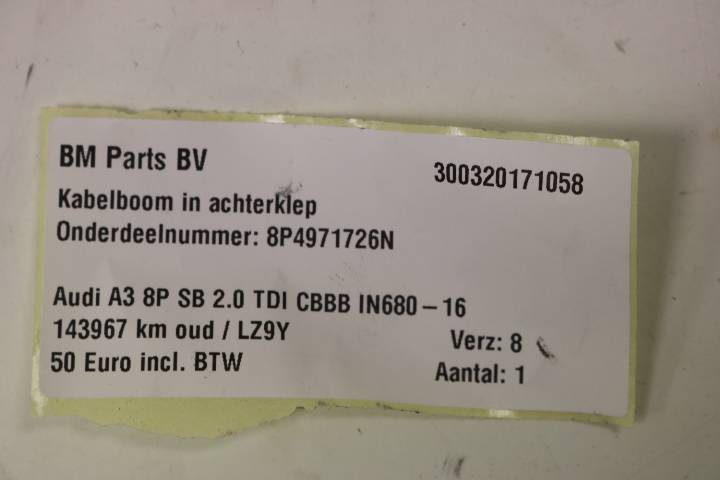 BM Parts BV
300320171058
Kabelboom in achterklep
Onderdeelnummer: 8P4971726N
Audi A3 8P SB 2.0 TDI CBBB IN680 – 16
143967 km oud / LZ9Y
Verz: 8
50 Euro incl. BTW
Aantal: 1